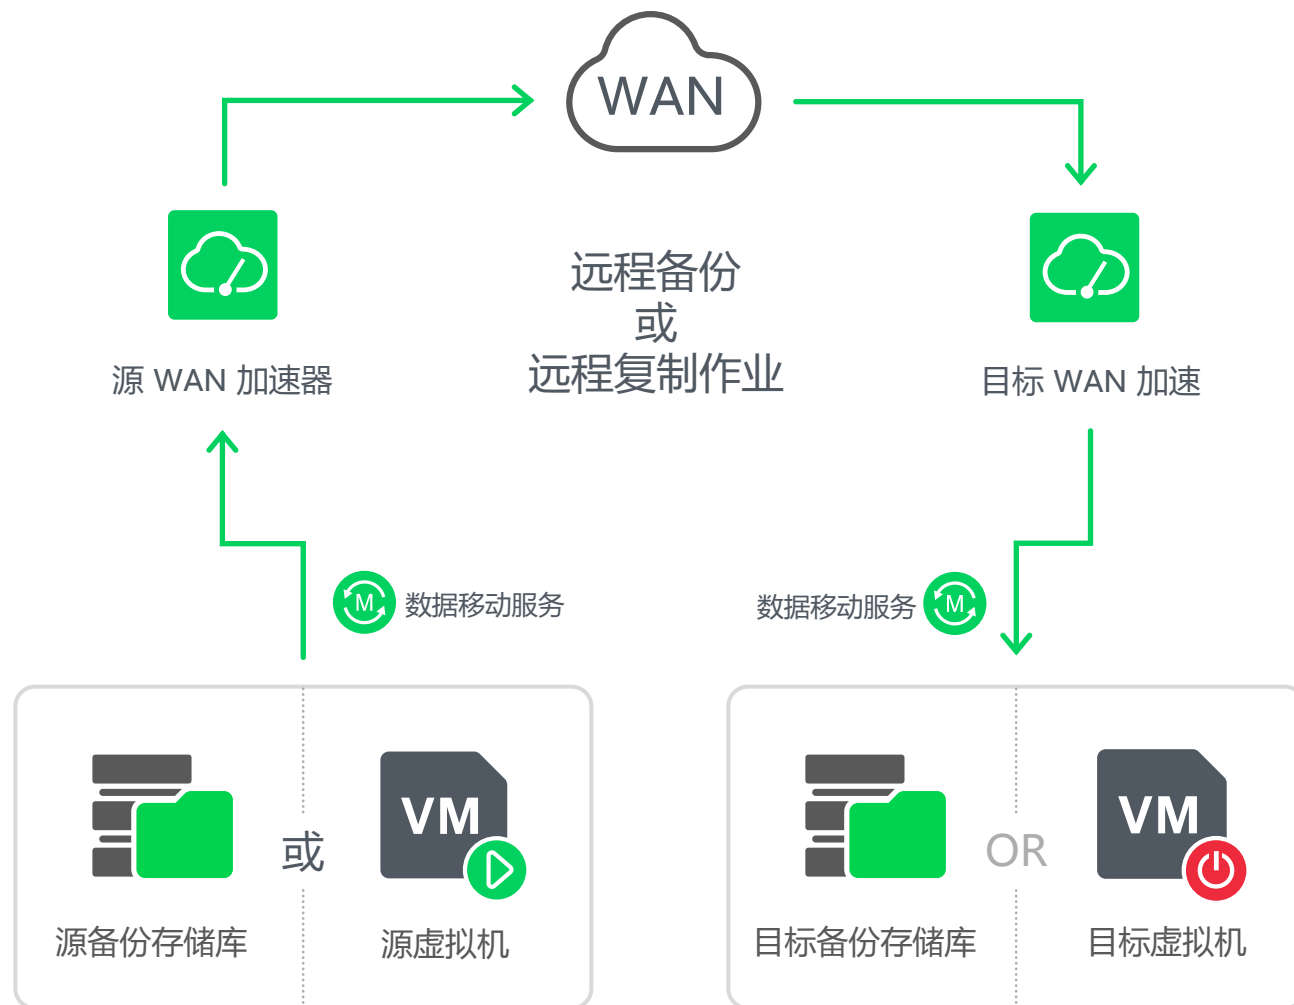 WAN
远程备份
或
远程复制作业
源 WAN 加速器
目标 WAN 加速
M 数据移动服务
数据移动服务 M
VM
或
源备份存储库
源虚拟机
VM
OR
目标备份存储库
目标虚拟机